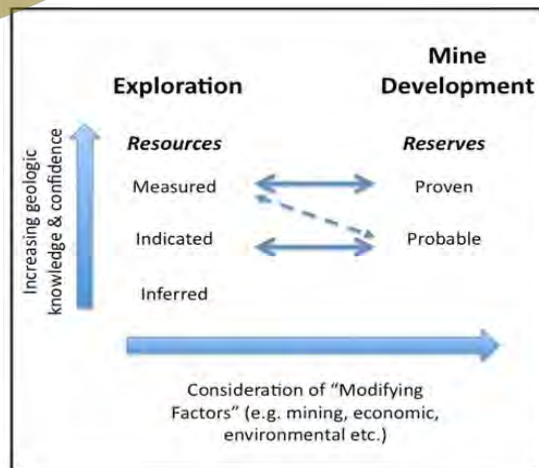 Mine
Exploration Development
Resources Reserves
Measured Proven
Indicated Probable
Inferred
Increasing geologic
knowledge & confidence
Consideration of “Modifying
Factors” (e.g. mining, economic,
environmental etc.)